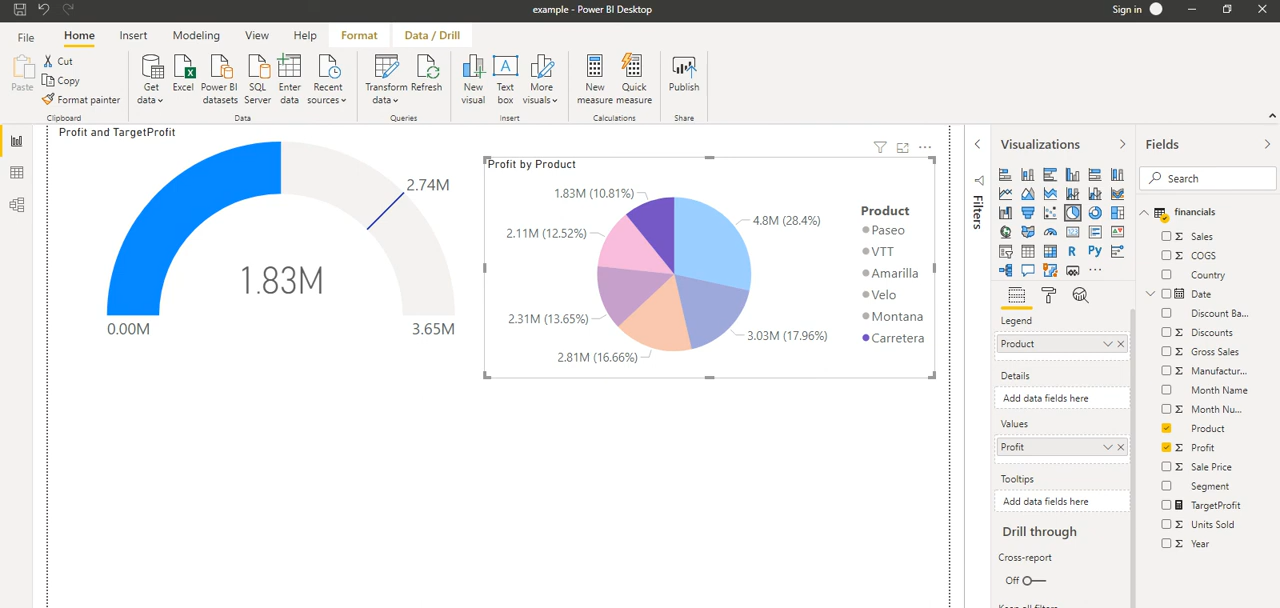 example - Power BI Desktop
Sign in
File
Home
Insert
Modeling
View
Help
Format
Data / Drill
Paste
Cut
Copy
Format painter
Clipboard
Get data
Excel
Power BI datasets
SQL Server
Enter data
Recent sources
Data
Transform data
Refresh
Queries
New visual
Text box
More visuals
Insert
New measure
Quick measure
Calculations
Publish
Share
Profit and TargetProfit
2.74M
1.83M
0.00M
3.65M
Profit by Product
1.83M (10.81%)
4.8M (28.4%)
2.11M (12.52%)
2.31M (13.65%)
3.03M (17.96%)
2.81M (16.66%)
Product
Paseo
VTT
Amarilla
Velo
Montana
Carretera
Filters
Visualizations
R
Py
Legend
Product
Details
Add data fields here
Values
Profit
Tooltips
Add data fields here
Drill through
Cross-report
Off
Keep all filters
Fields
Search
financials
Σ Sales
Σ COGS
Country
Date
Discount Ba...
Σ Discounts
Σ Gross Sales
Σ Manufactur...
Month Name
Σ Month Nu...
Product
Σ Profit
Σ Sale Price
Segment
TargetProfit
Σ Units Sold
Σ Year